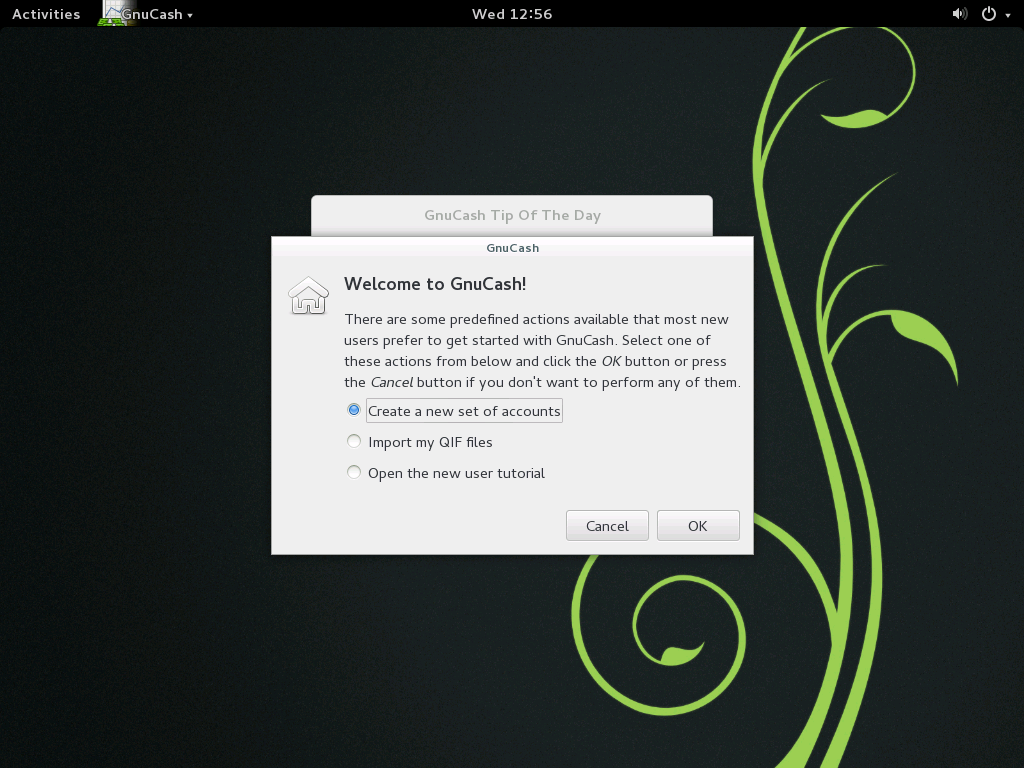 Activities GnuCash Wed 12:56
GnuCash Tip Of The Day
GnuCash
Welcome to GnuCash!
There are some predefined actions available that most new
users prefer to get started with GnuCash. Select one of
these actions from below and click the OK button or press
the Cancel button if you don't want to perform any of them.
Create a new set of accounts
Import my QIF files
Open the new user tutorial
Cancel OK